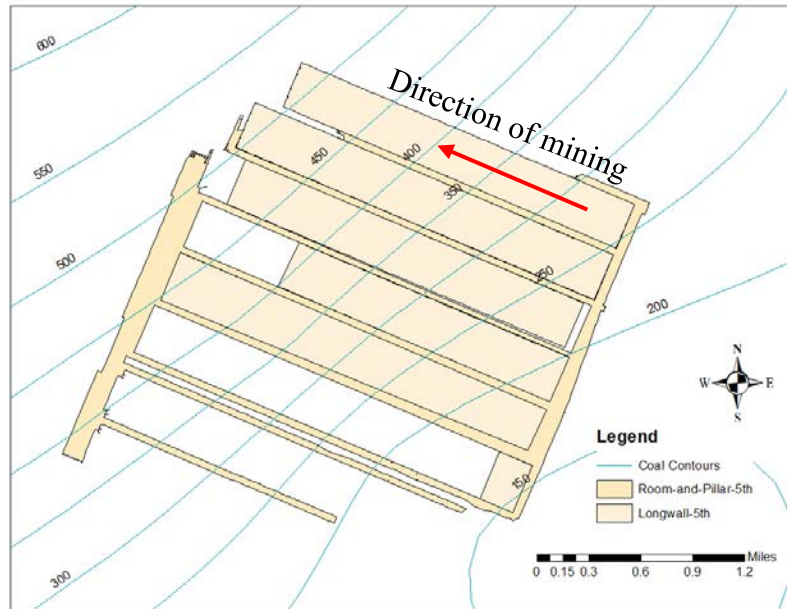 600
Direction of mining
550
450
400
350
500
250
200
N
W E
S
Legend
Coal Contours
Room-and-Pillar-5th
Longwall-5th
150
Miles
0 0.15 0.3 0.6 0.9 1.2
300